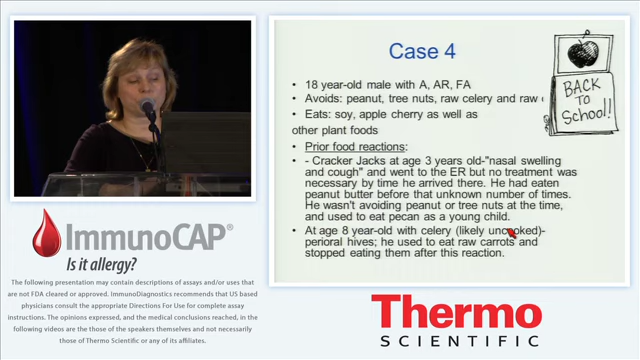 Case 4
• 18 year-old male with A, AR, FA
• Avoids: peanut, tree nuts, raw celery and raw
• Eats: soy, apple cherry as well as
other plant foods
• Prior food reactions:
• - Cracker Jacks at age 3 years old-"nasal swelling
and cough" and went to the ER but no treatment was
necessary by time he arrived there. He had eaten
peanut butter before that unknown number of times.
He wasn't avoiding peanut or tree nuts at the time,
and used to eat pecan as a young child.
• At age 8 year-old with celery (likely uncooked)-
perioral hives; he used to eat raw carrots and
stopped eating them after this reaction.
BACK
TO
SCHOOL!
ImmunoCAP®
Is it allergy?
The following presentation may contain descriptions of assays and/or uses that
are not FDA cleared or approved. ImmunoDiagnostics recommends that US based
physicians consult the appropriate Directions For Use for complete assay
instructions. The opinions expressed, and the medical conclusions reached, in
the following videos are those of the speakers themselves and not necessarily
those of Thermo Scientific or any of its affiliates.
Thermo
SCIENTIFIC